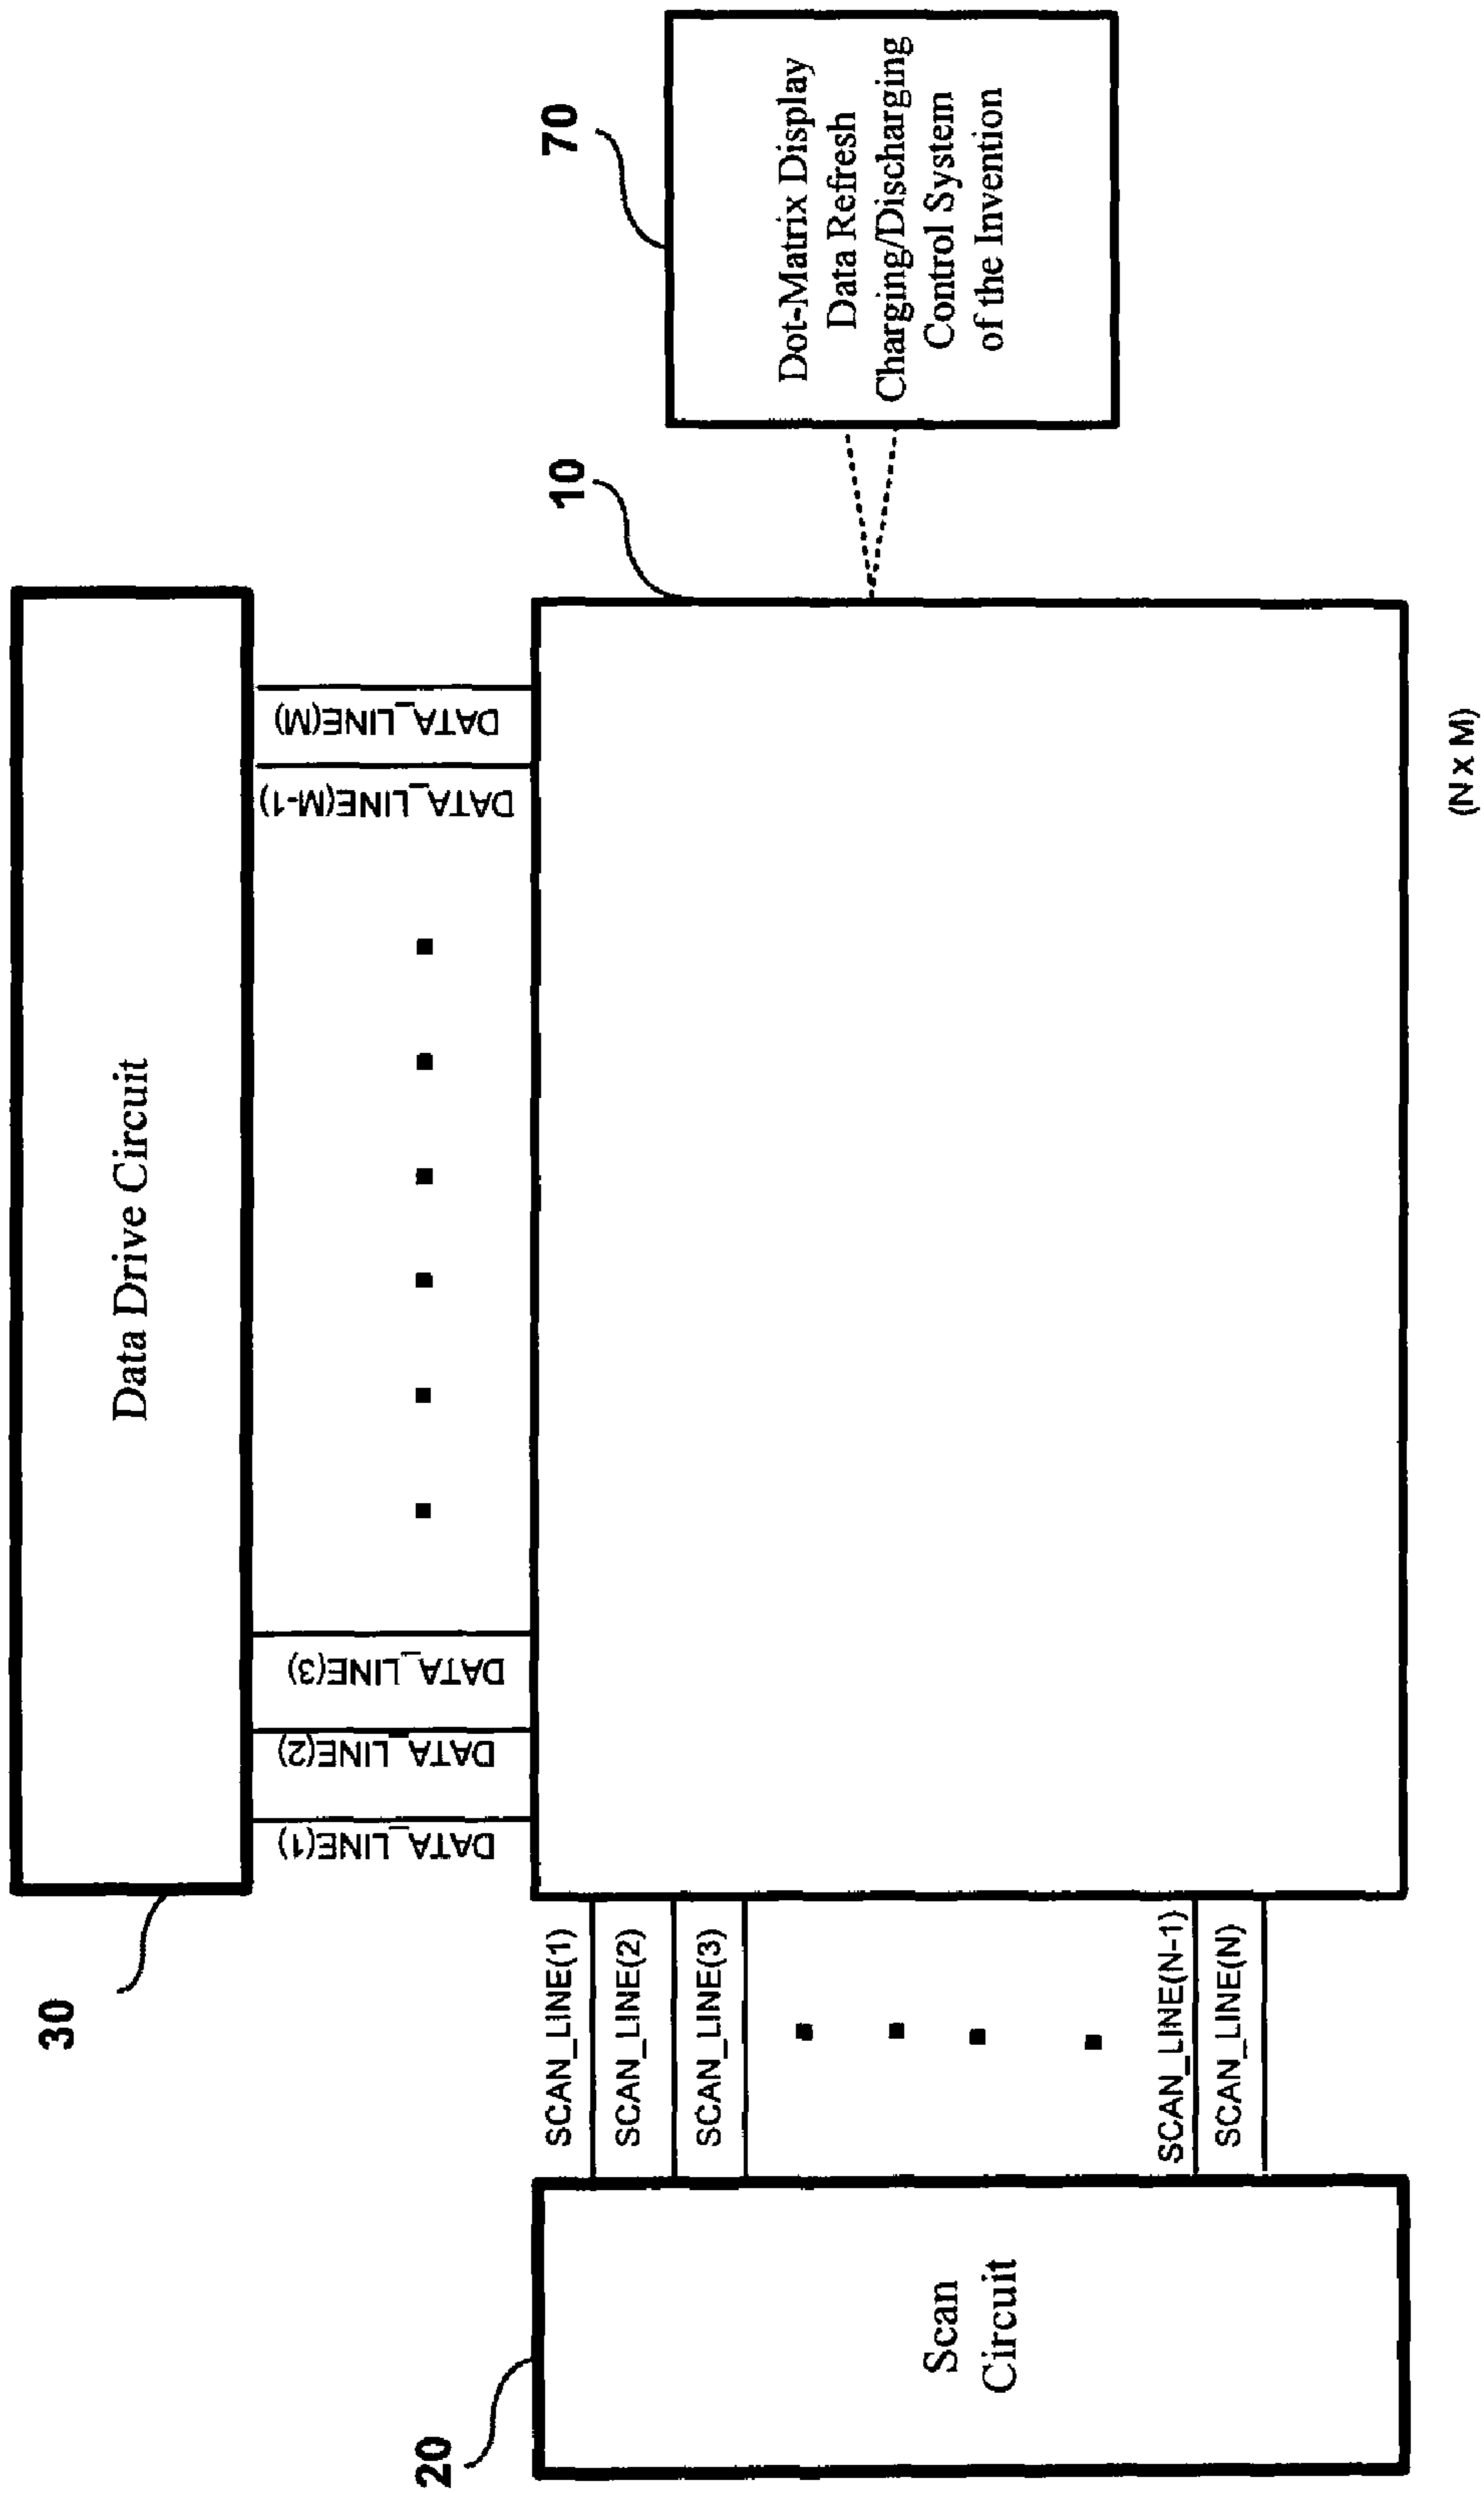 30
Data Drive Circuit
DATA_LINE(1)
DATA_LINE(2)
DATA_LINE(3)
DATA_LINE(M-1)
DATA_LINE(M)
20
Scan
Circuit
SCAN_LINE(1)
SCAN_LINE(2)
SCAN_LINE(3)
SCAN_LINE(N-1)
SCAN_LINE(N)
10
(N x M)
70
Dot-Matrix Display
Data Refresh
Charging/Discharging
Control System
of the Invention